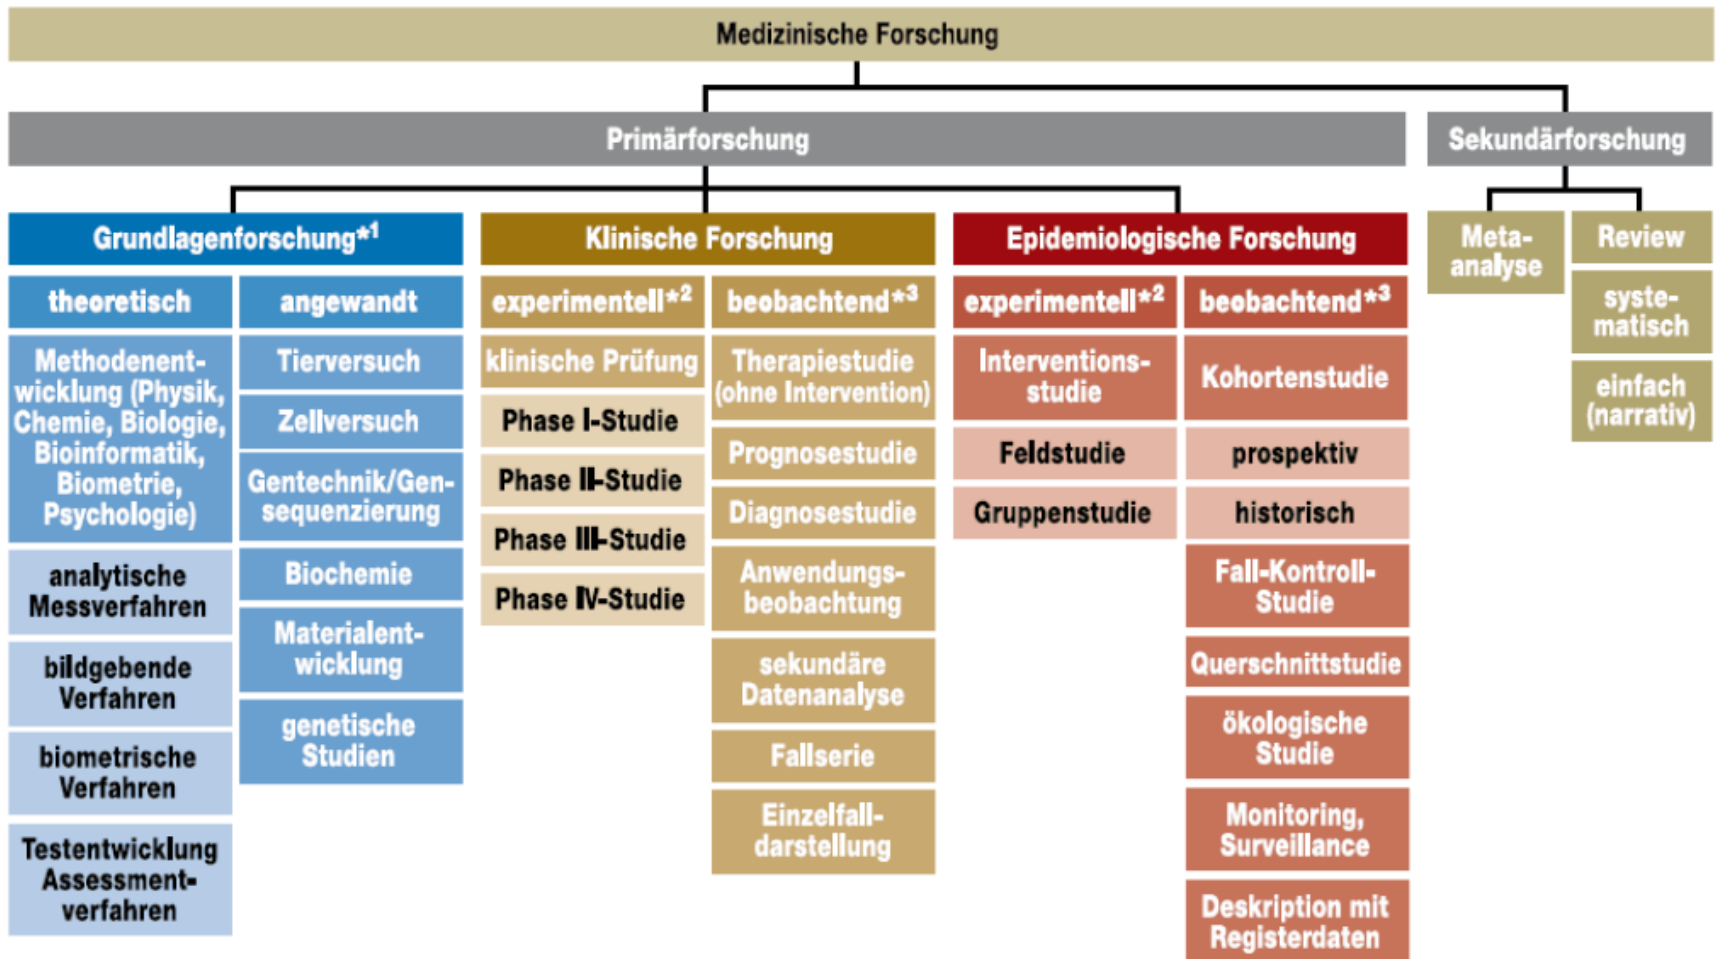 Medizinische Forschung
Primärforschung
Sekundärforschung
Grundlagenforschung*1
theoretisch
Methodenent-
wicklung (Physik,
Chemie, Biologie,
Bioinformatik,
Biometrie,
Psychologie)
analytische
Messverfahren
bildgebende
Verfahren
biometrische
Verfahren
Testentwicklung
Assessment-
verfahren
angewandt
Tierversuch
Zellversuch
Gentechnik/Gen-
sequenzierung
Biochemie
Materialent-
wicklung
genetische
Studien
Klinische Forschung
experimentell*2
klinische Prüfung
Phase I-Studie
Phase II-Studie
Phase III-Studie
Phase IV-Studie
beobachtend*3
Therapiestudie
(ohne Intervention)
Prognosestudie
Diagnosestudie
Anwendungs-
beobachtung
sekundäre
Datenanalyse
Fallserie
Einzelfall-
darstellung
Epidemiologische Forschung
experimentell*2
Interventions-
studie
Feldstudie
Gruppenstudie
beobachtend*3
Kohortenstudie
prospektiv
historisch
Fall-Kontroll-
Studie
Querschnittstudie
ökologische
Studie
Monitoring,
Surveillance
Deskription mit
Registerdaten
Meta-
analyse
Review
syste-
matisch
einfach
(narrativ)